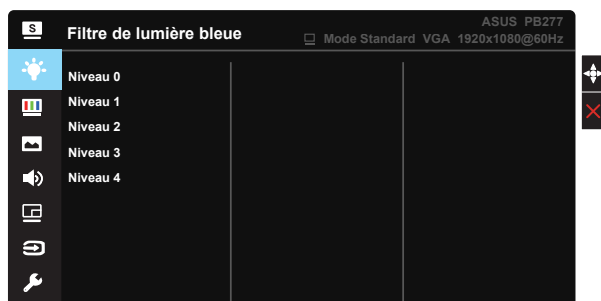 S
ASUS PB277
Filtre de lumière bleue
Mode Standard VGA 1920x1080@60Hz
Niveau 0
Niveau 1
Niveau 2
Niveau 3
Niveau 4